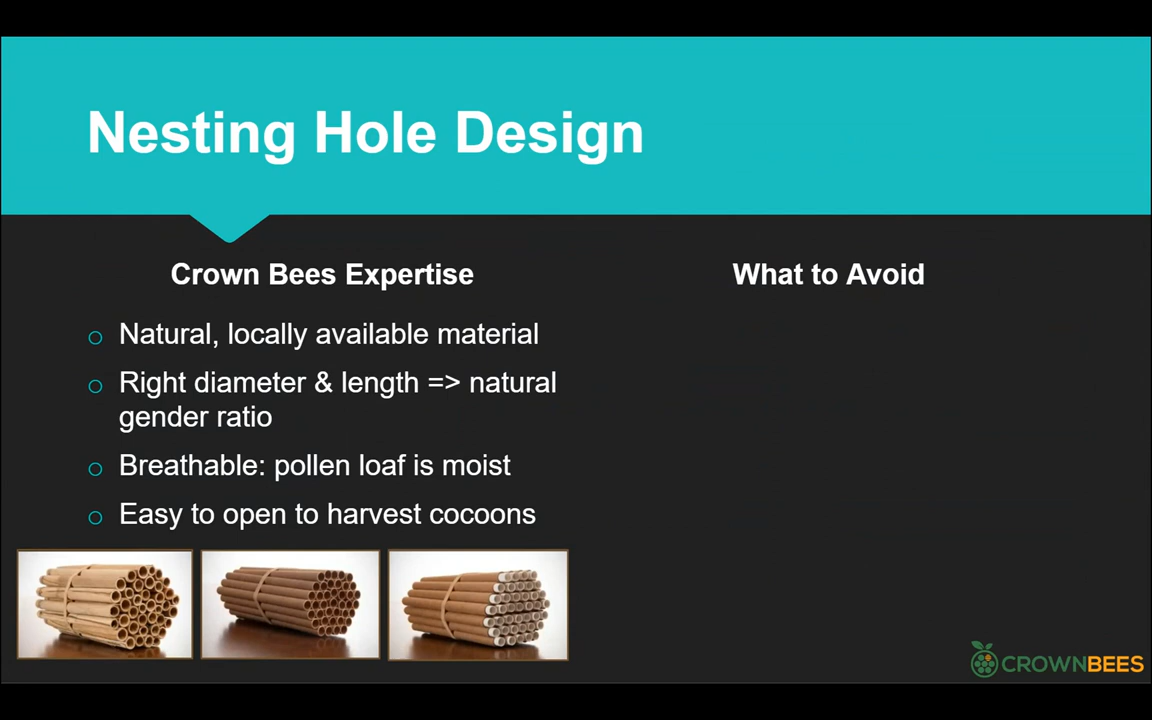 Nesting Hole Design
Crown Bees Expertise
Natural, locally available material
Right diameter & length => natural
gender ratio
Breathable: pollen loaf is moist
Easy to open to harvest cocoons
What to Avoid
CROWNBEES